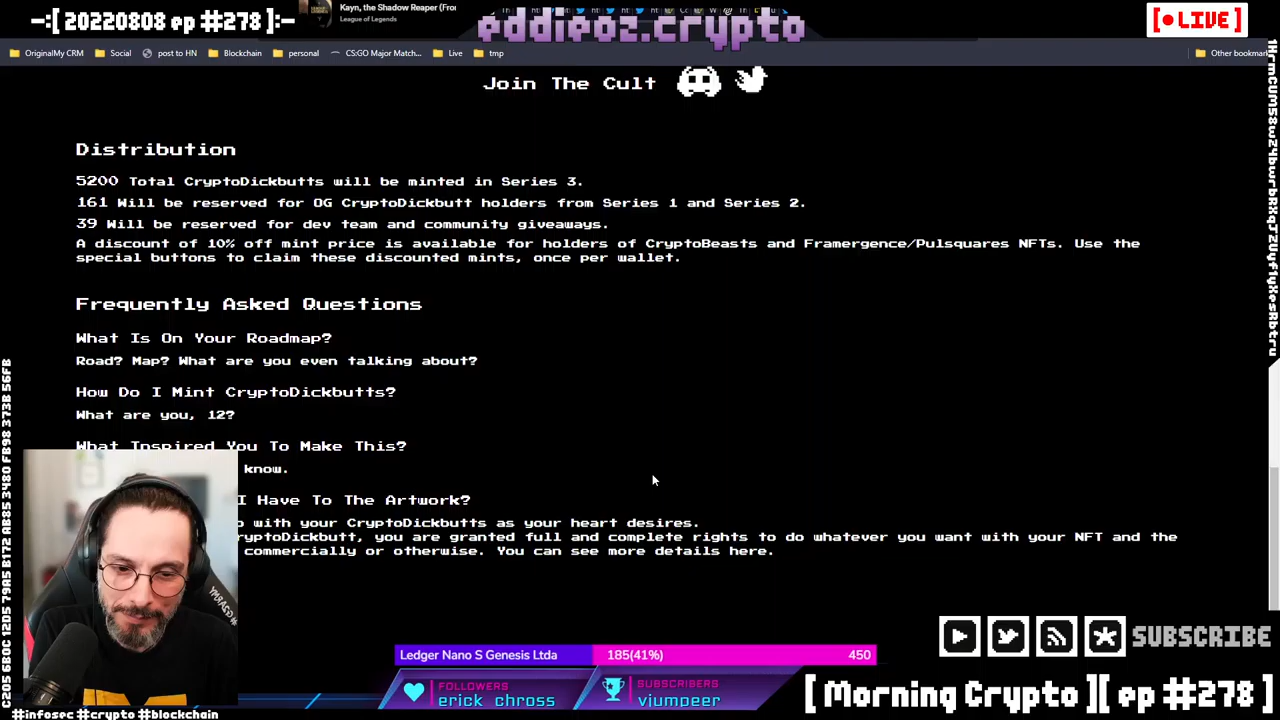 -:[ 20220808 ep #278 ]:-
Kayn, the Shadow Reaper (Fro
League of Legends
eddieoz.crypto
[•LIVE]
OriginalMy CRM
Social
post to HN
Blockchain
personal
CS:GO Major Match...
Live
tmp
Other bookmar
Join The Cult
Distribution
5200 Total CryptoDickbutts will be minted in Series 3.
161 Will be reserved for OG CryptoDickbutt holders from Series 1 and Series 2.
39 Will be reserved for dev team and community giveaways.
A discount of 10% off mint price is available for holders of CryptoBeasts and Framergence/Pulsquares NFTs. Use the
special buttons to claim these discounted mints, once per wallet.
Frequently Asked Questions
What Is On Your Roadmap?
Road? Map? What are you even talking about?
How Do I Mint CryptoDickbutts?
What are you, 12?
What Inspired You To Make This?
know.
I Have To The Artwork?
o with your CryptoDickbutts as your heart desires.
ryptoDickbutt, you are granted full and complete rights to do whatever you want with your NFT and the
commercially or otherwise. You can see more details here.
SUBSCRIBE
Ledger Nano S Genesis Ltda
185(41%)
450
FOLLOWERS
erick_chross
SUBSCRIBERS
vjumpeer
[ Morning Crypto ][ ep #278 ]
#infosec #crypto #blockchain